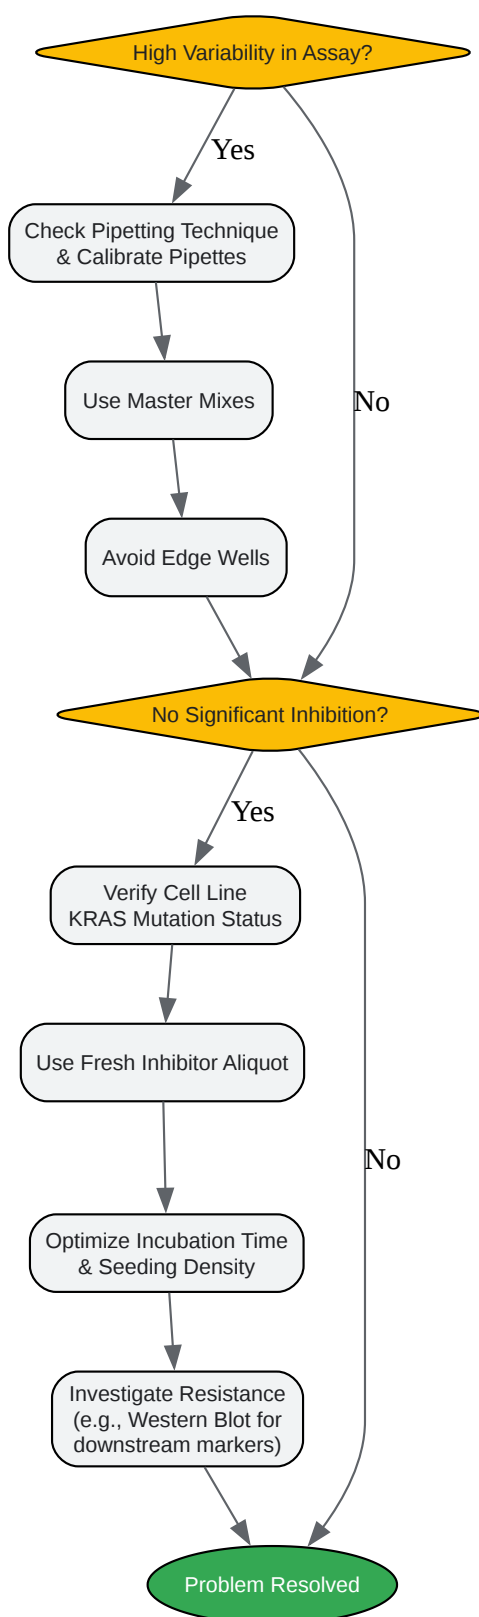 High Variability in Assay?
Yes
Check Pipetting Technique
& Calibrate Pipettes
Use Master Mixes
No
Avoid Edge Wells
No Significant Inhibition?
Yes
Verify Cell Line
KRAS Mutation Status
Use Fresh Inhibitor Aliquot
No
Optimize Incubation Time
& Seeding Density
Investigate Resistance
(e.g., Western Blot for
downstream markers)
Problem Resolved